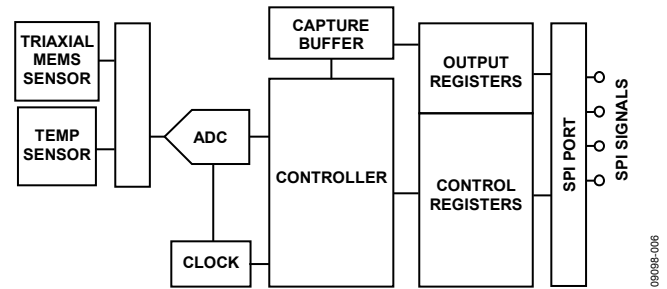 TRIAXIAL
MEMS
SENSOR
TEMP
SENSOR
ADC
CLOCK
CAPTURE
BUFFER
CONTROLLER
OUTPUT
REGISTERS
CONTROL
REGISTERS
SPI PORT
SPI SIGNALS
09098-006